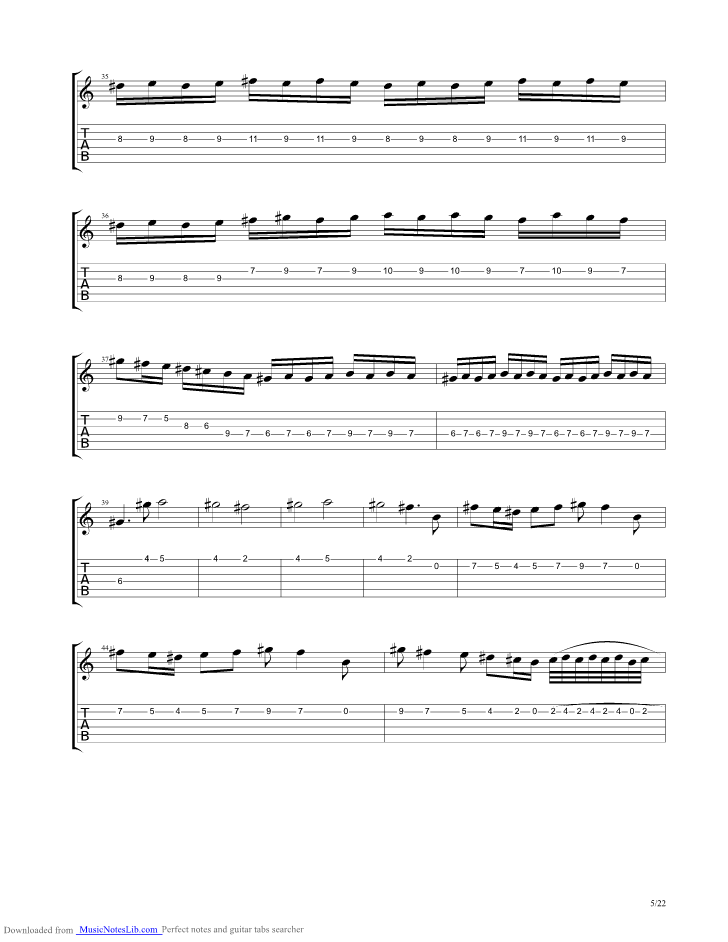 35
T 8 9 8 9 11 9 11 9 8 9 8 9 11 9 11 9
A
B
36
T 7 9 7 9 10 9 10 9 7 10 9 7
A 8 9 8 9
B
37
T 9 7 5
8 6
A 9 7 6 7 6 7 9 7 9 7 6 7 6 7 9 7 9 7 6 7 6 7 9 7 9 7
B
39
4 5 4 2 4 5 4 2
T 0 7 5 4 5 7 9 7 0
A 6
B
44
T 7 5 4 5 7 9 7 0 9 7 5 4 2 0 2 4 2 4 2 4 0 2
A
B
5/22
Downloaded from MusicNotesLib.com Perfect notes and guitar tabs searcher